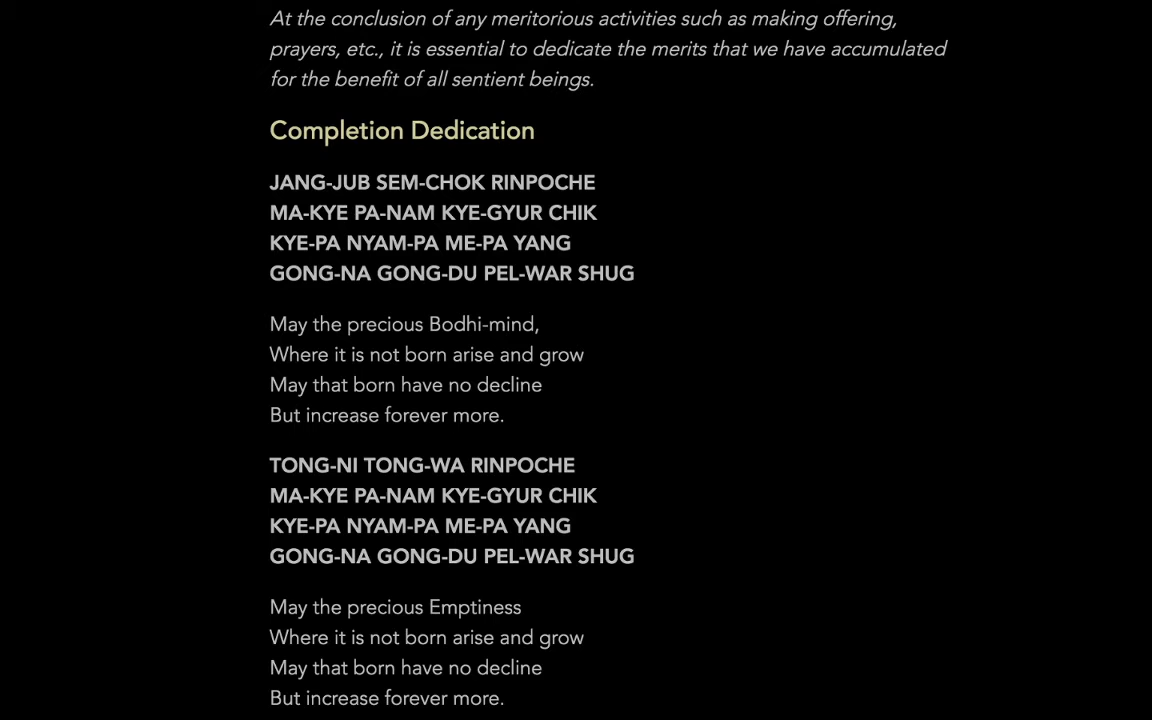 At the conclusion of any meritorious activities such as making offering,
prayers, etc., it is essential to dedicate the merits that we have accumulated
for the benefit of all sentient beings.
Completion Dedication
JANG-JUB SEM-CHOK RINPOCHE
MA-KYE PA-NAM KYE-GYUR CHIK
KYE-PA NYAM-PA ME-PA YANG
GONG-NA GONG-DU PEL-WAR SHUG
May the precious Bodhi-mind,
Where it is not born arise and grow
May that born have no decline
But increase forever more.
TONG-NI TONG-WA RINPOCHE
MA-KYE PA-NAM KYE-GYUR CHIK
KYE-PA NYAM-PA ME-PA YANG
GONG-NA GONG-DU PEL-WAR SHUG
May the precious Emptiness
Where it is not born arise and grow
May that born have no decline
But increase forever more.